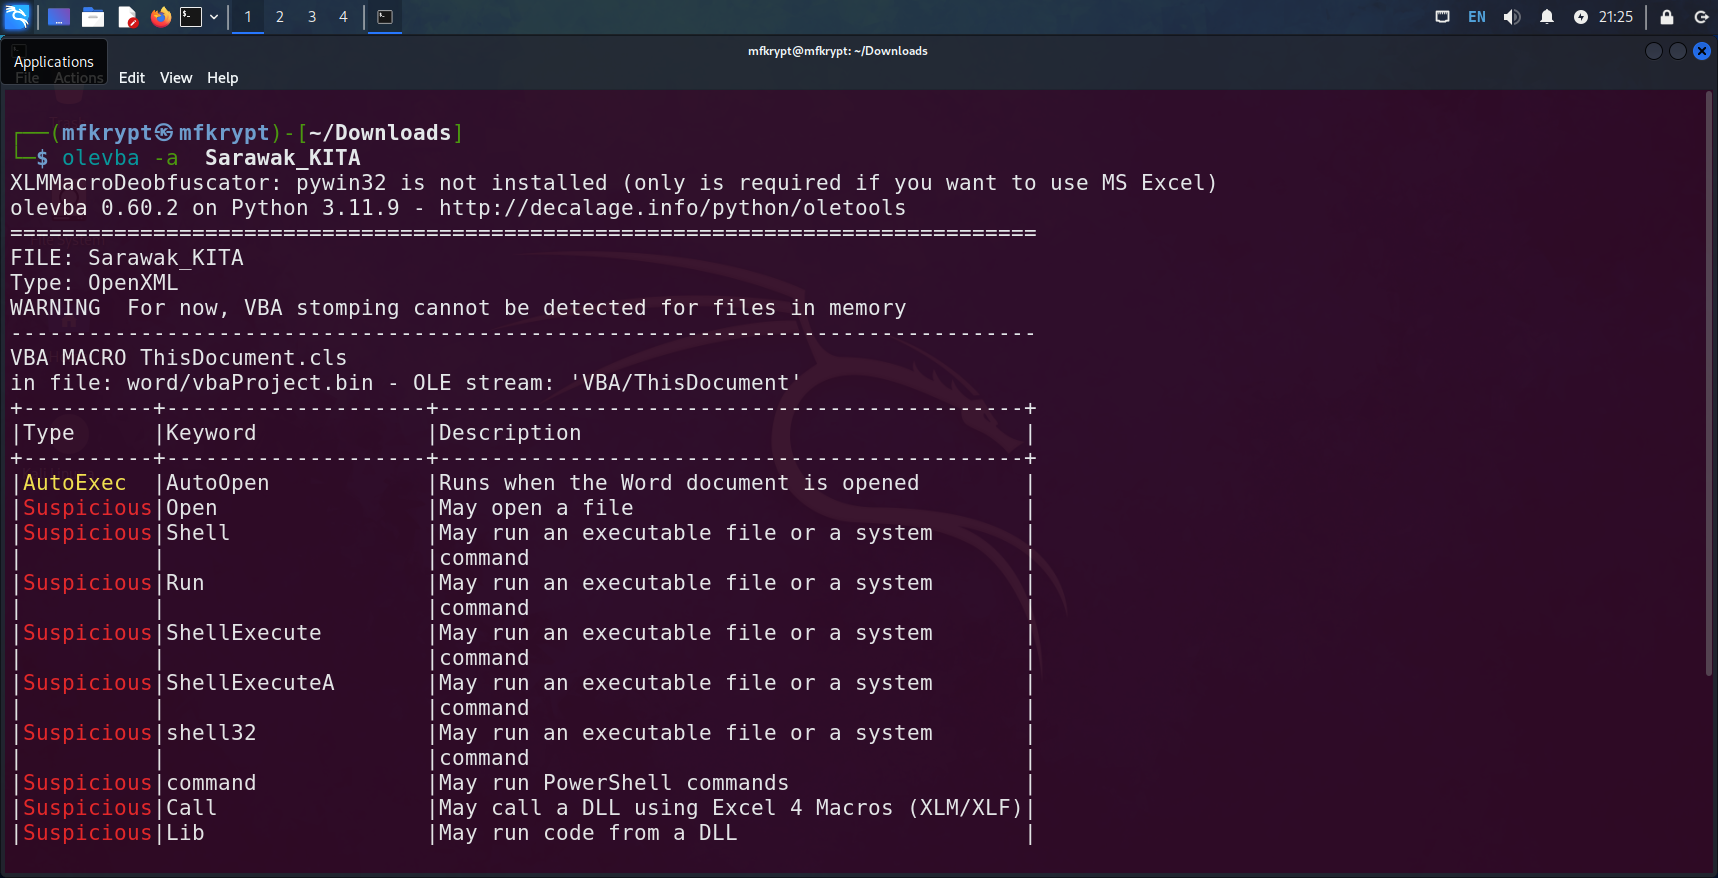 1 2 3 4
EN 21:25
mfkrypt@mfkrypt: ~/Downloads
Applications
File Actions Edit View Help
┌──(mfkrypt㉿mfkrypt)-[~/Downloads]
└─$ olevba -a  Sarawak_KITA
XLMMacroDeobfuscator: pywin32 is not installed (only is required if you want to use MS Excel)
olevba 0.60.2 on Python 3.11.9 - http://decalage.info/python/oletools
===============================================================================
FILE: Sarawak_KITA
Type: OpenXML
WARNING  For now, VBA stomping cannot be detected for files in memory
-------------------------------------------------------------------------------
VBA MACRO ThisDocument.cls
in file: word/vbaProject.bin - OLE stream: 'VBA/ThisDocument'
+----------+--------------------+---------------------------------------------+
|Type      |Keyword             |Description                                  |
+----------+--------------------+---------------------------------------------+
|AutoExec  |AutoOpen            |Runs when the Word document is opened        |
|Suspicious|Open                |May open a file                              |
|Suspicious|Shell               |May run an executable file or a system       |
|          |                    |command                                      |
|Suspicious|Run                 |May run an executable file or a system       |
|          |                    |command                                      |
|Suspicious|ShellExecute        |May run an executable file or a system       |
|          |                    |command                                      |
|Suspicious|ShellExecuteA       |May run an executable file or a system       |
|          |                    |command                                      |
|Suspicious|shell32             |May run an executable file or a system       |
|          |                    |command                                      |
|Suspicious|command             |May run PowerShell commands                  |
|Suspicious|Call                |May call a DLL using Excel 4 Macros (XLM/XLF)|
|Suspicious|Lib                 |May run code from a DLL                      |